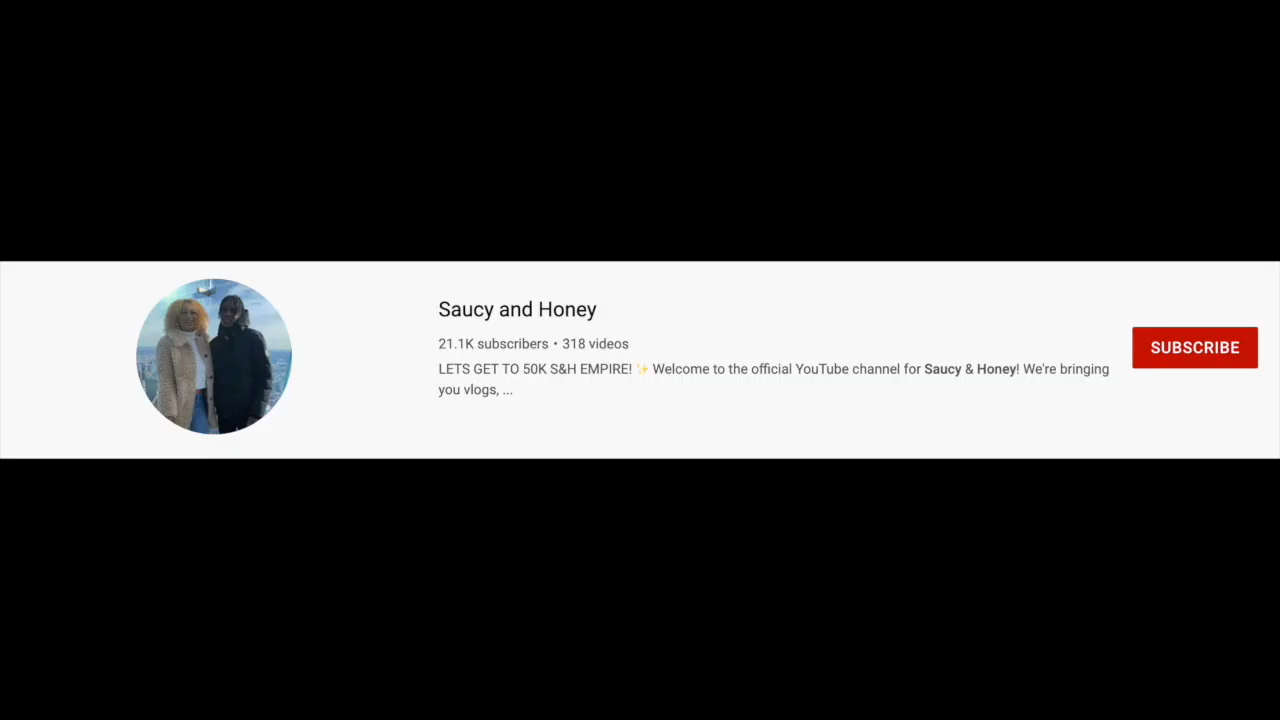 Saucy and Honey
21.1K subscribers • 318 videos
LETS GET TO 50K S&H EMPIRE! ✨ Welcome to the official YouTube channel for Saucy & Honey! We're bringing
you vlogs, ...
SUBSCRIBE